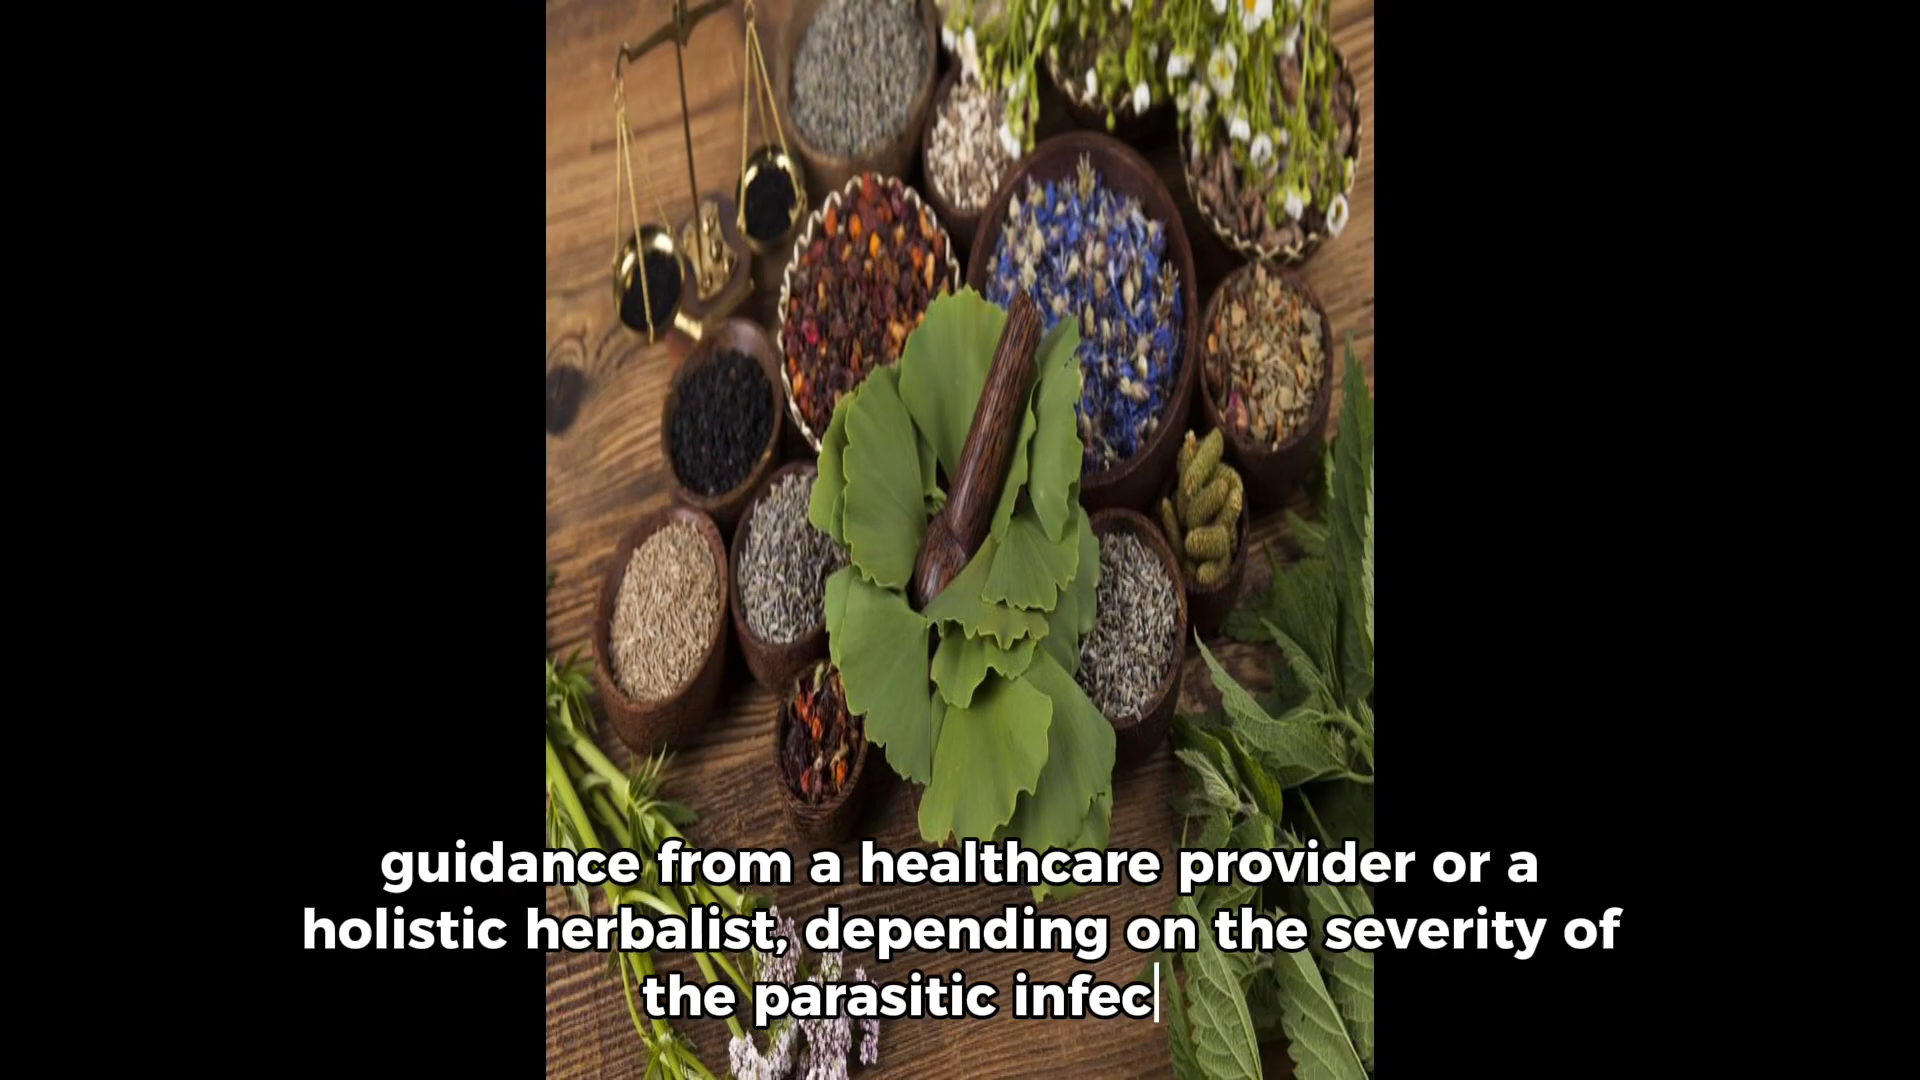 guidance from a healthcare provider or a
holistic herbalist, depending on the severity of
the parasitic infec